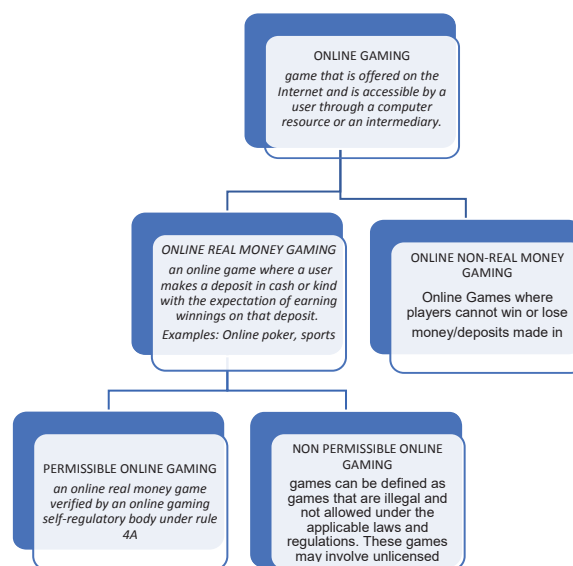 ONLINE GAMING
game that is offered on the
Internet and is accessible by a
user through a computer
resource or an intermediary.
ONLINE REAL MONEY GAMING
an online game where a user
makes a deposit in cash or kind
with the expectation of earning
winnings on that deposit.
Examples: Online poker, sports
ONLINE NON-REAL MONEY
GAMING
Online Games where
players cannot win or lose
money/deposits made in
PERMISSIBLE ONLINE GAMING
an online real money game
verified by an online gaming
self-regulatory body under rule
4A
NON PERMISSIBLE ONLINE
GAMING
games can be defined as
games that are illegal and
not allowed under the
applicable laws and
regulations. These games
may involve unlicensed